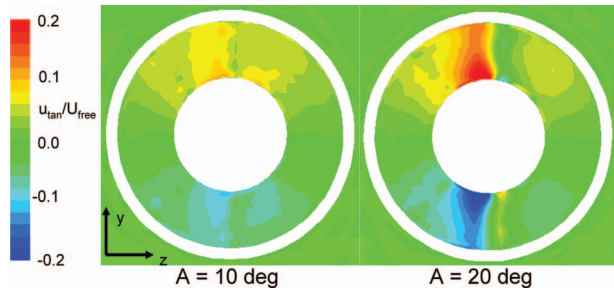 0.2
0.1
u_tan/U_free
0.0
-0.1
-0.2
y
z
A = 10 deg
A = 20 deg